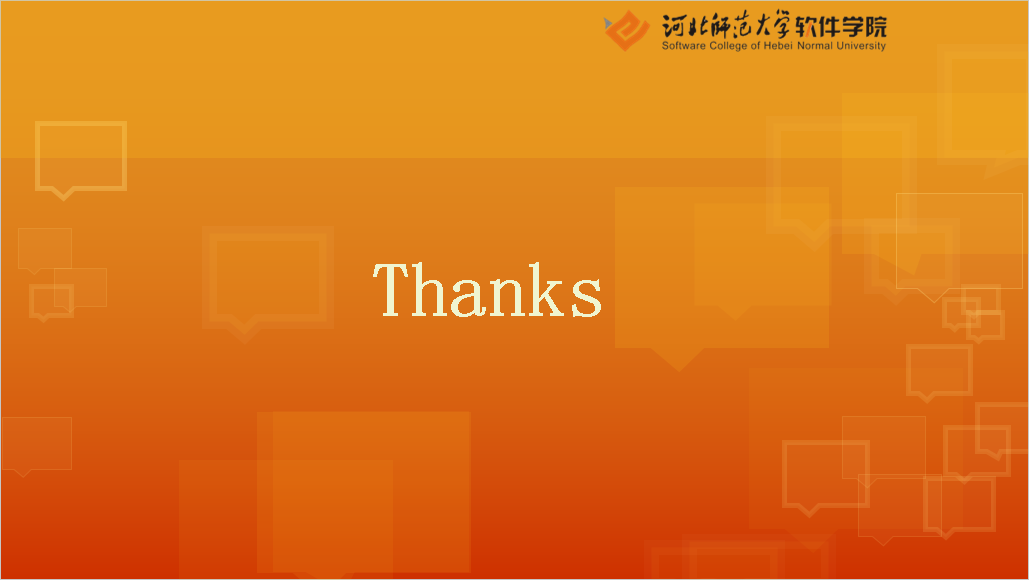 河北师范大学软件学院
Software College of Hebei Normal University
Thanks